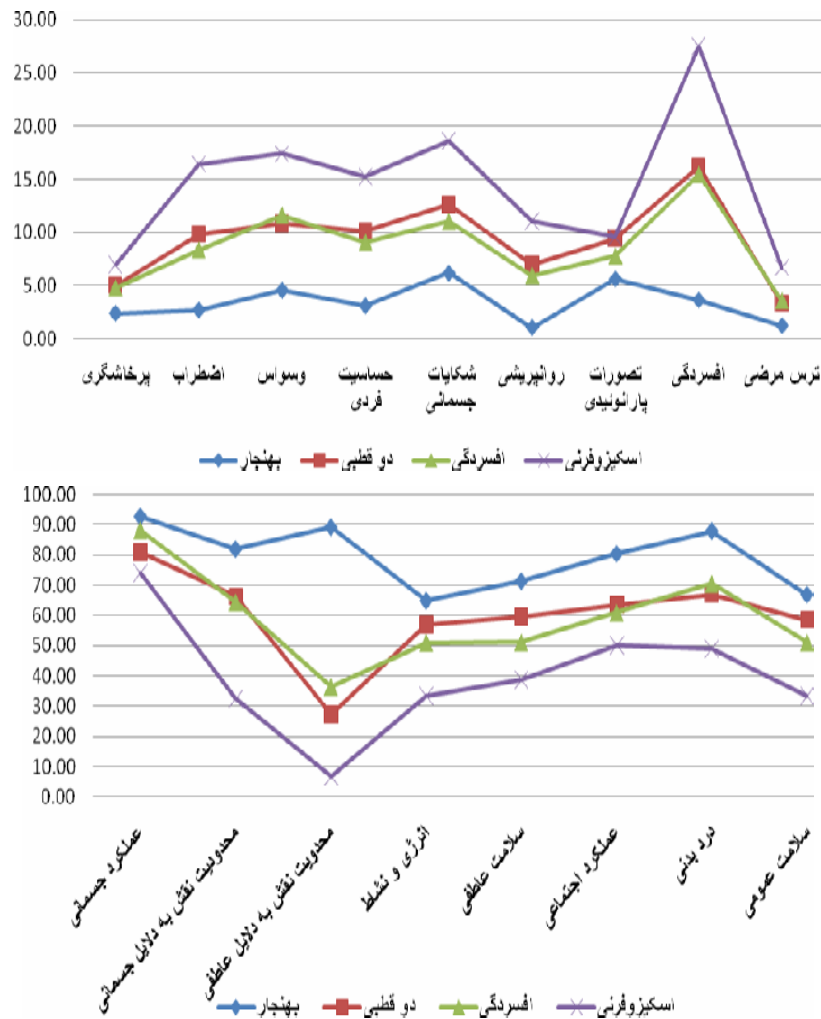 30.00
25.00
20.00
15.00
10.00
5.00
0.00
پرخاشگری
اضطراب
وسواس
حساسیت
فردی
شکایات
جسمانی
روانپریشی
تصورات
پارانوئیدی
افسردگی
ترس مرضی
بهنجار
دو قطبی
افسردگی
اسکیزوفرنی
100.00
90.00
80.00
70.00
60.00
50.00
40.00
30.00
20.00
10.00
0.00
عملکرد جسمانی
محدودیت نقش به دلایل جسمانی
محدویت نقش به دلایل عاطفی
انرژی و نشاط
سلامت عاطفی
عملکرد اجتماعی
درد بدنی
سلامت عمومی
بهنجار
دو قطبی
افسردگی
اسکیزوفرنی